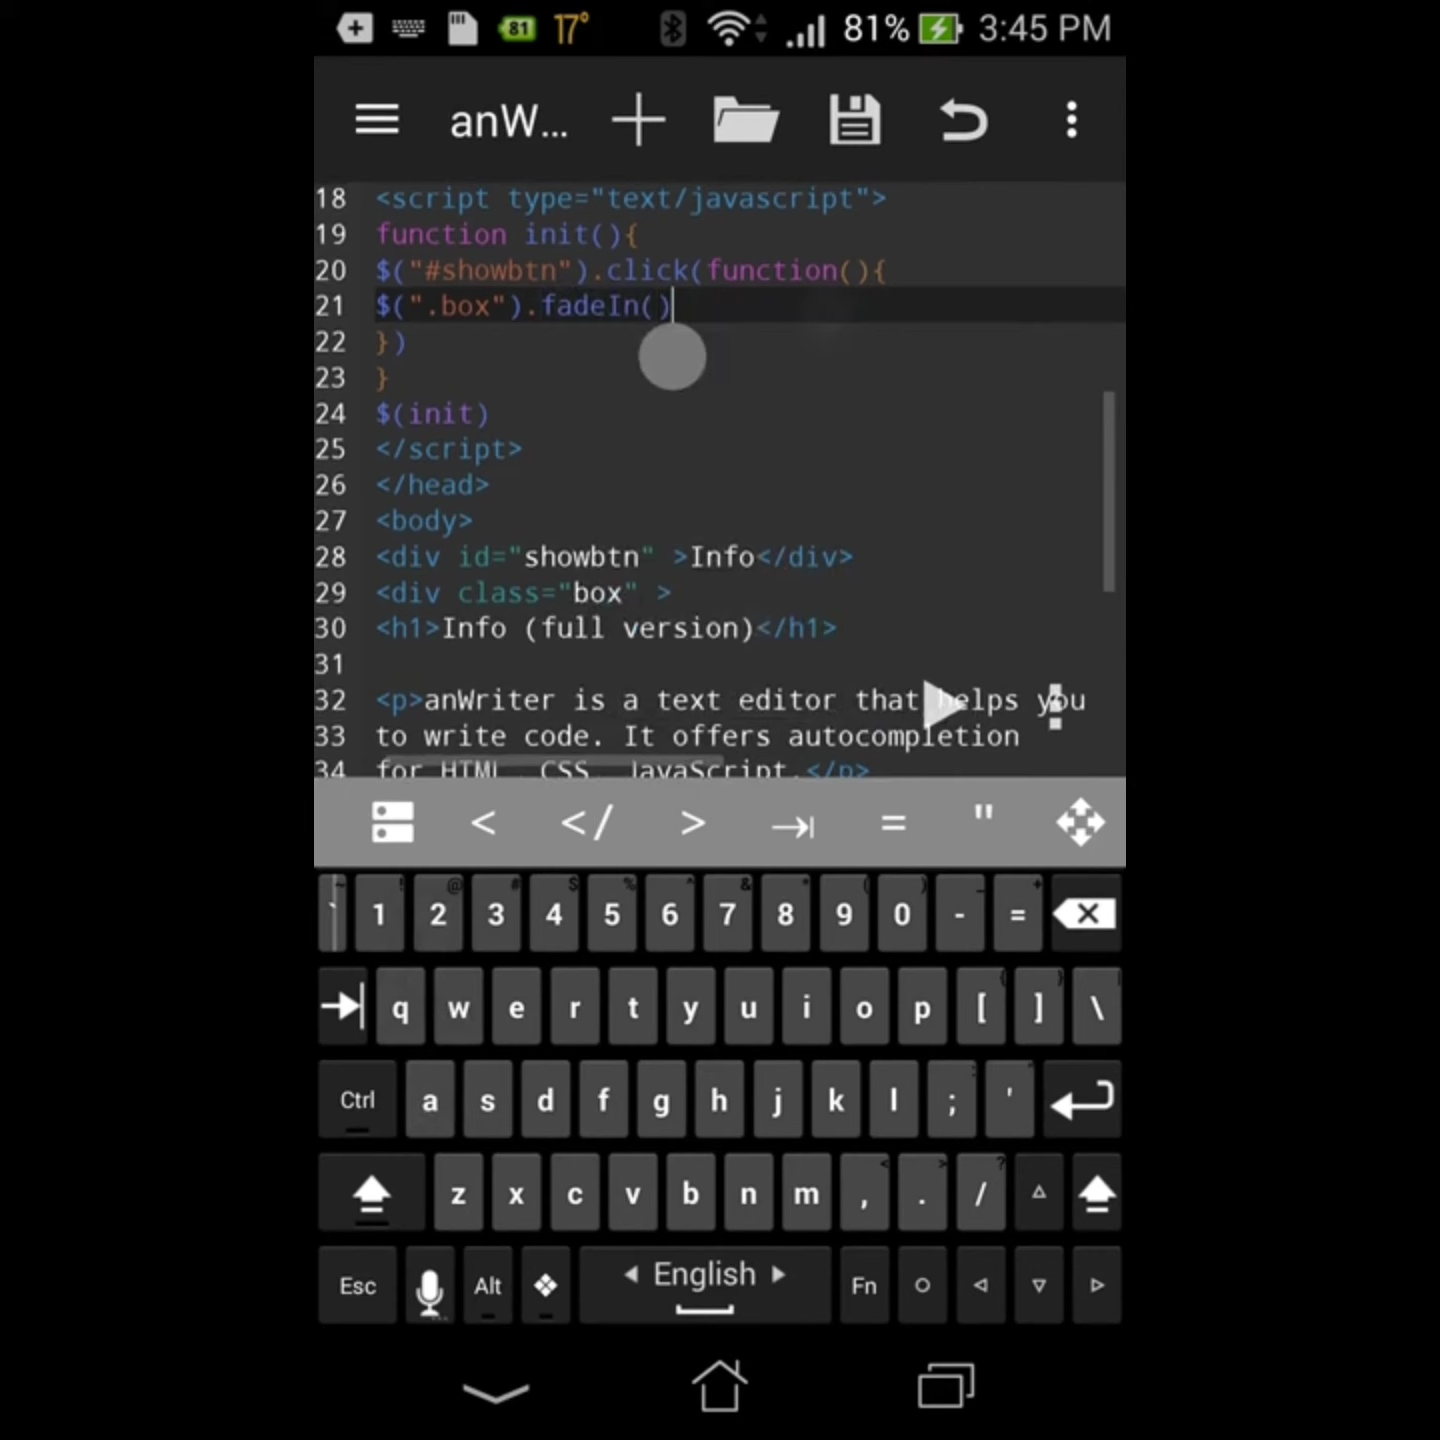 81 17° 81% 3:45 PM
anW...
18 <script type="text/javascript">
19 function init(){
20 $("#showbtn").click(function(){
21 $(".box").fadeIn()
22 })
23 }
24 $(init)
25 </script>
26 </head>
27 <body>
28 <div id="showbtn" >Info</div>
29 <div class="box" >
30 <h1>Info (full version)</h1>
31
32 <p>anWriter is a text editor that helps you
33 to write code. It offers autocompletion
34 for HTML, CSS, JavaScript.</p>
< </ > = "
~ ! @ # $ % ^ & * ( ) _ +
` 1 2 3 4 5 6 7 8 9 0 - =
q w e r t y u i o p [ ] \
Ctrl a s d f g h j k l ; '
< > ?
z x c v b n m , . /
Esc Alt English Fn